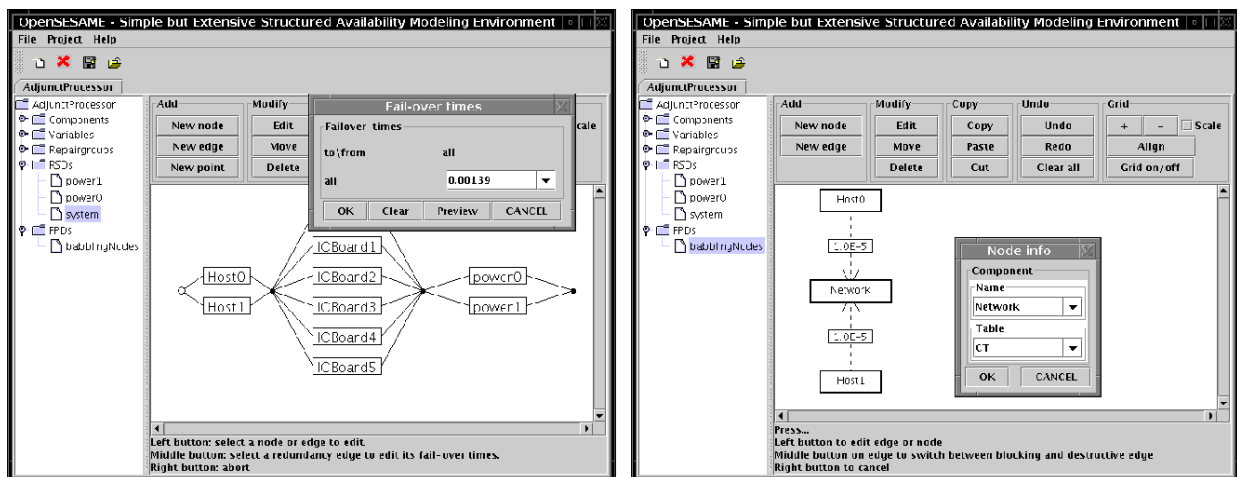 OpenSESAME - Simple but Extensive Structured Availability Modeling Environment
File Project Help
AdjunctProcessor
AdjunctProcessor
Components
Variables
Repairgroups
RSDs
power1
power0
system
FPDs
babblingNodes
Add
New node
New edge
New point
Modify
Edit
Move
Delete
cale
Fail-over times
Failover times
to\from all
all 0.00139
OK Clear Preview CANCEL
ICBoard1
ICBoard2
ICBoard3
ICBoard4
ICBoard5
Host0
Host1
power0
power1
Left button: select a node or edge to edit.
Middle button: select a redundancy edge to edit its fail-over times.
Right button: abort
OpenSESAME - Simple but Extensive Structured Availability Modeling Environment
File Project Help
AdjunctProcessor
AdjunctProcessor
Components
Variables
Repairgroups
RSDs
power1
power0
system
FPDs
babblingNodes
Add
New node
New edge
Modify
Edit
Move
Delete
Copy
Copy
Paste
Cut
Undo
Undo
Redo
Clear all
Grid
+ - Scale
Align
Grid on/off
Host0
1.0E-5
Network
1.0E-5
Host1
Node info
Component
Name
Network
Table
CT
OK CANCEL
Press...
Left button to edit edge or node
Middle button on edge to switch between blocking and destructive edge
Right button to cancel